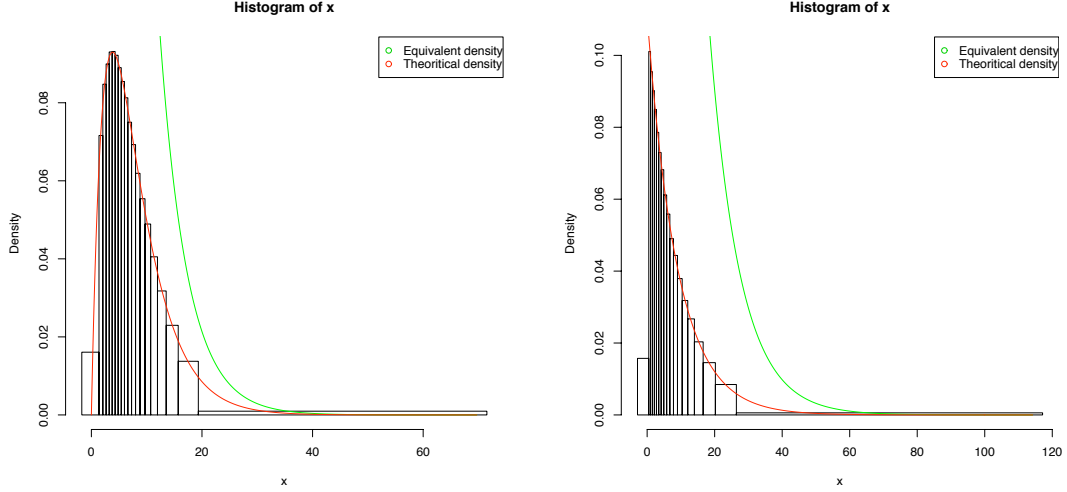 Histogram of x
Equivalent density
Theoritical density
Density
0.00
0.02
0.04
0.06
0.08
0
20
40
60
x
Histogram of x
Equivalent density
Theoritical density
Density
0.00
0.02
0.04
0.06
0.08
0.10
0
20
40
60
80
100
120
x